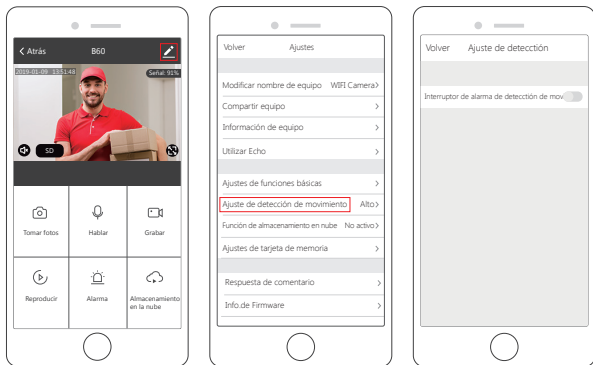 Atrás
B60
2019-01-09 13:51:48
Señal: 91%
SD
Tomar fotos
Hablar
Grabar
Reproducir
Alarma
Almacenamiento
en la nube
Volver
Ajustes
Modificar nombre de equipo WIFI Camera
Compartir equipo
Información de equipo
Utilizar Echo
Ajustes de funciones básicas
Ajuste de detección de movimiento Alto
Función de almacenamiento en nube No activo
Ajustes de tarjeta de memoria
Respuesta de comentario
Info.de Firmware
Volver
Ajuste de detecctión
Interruptor de alarma de detecctión de mov